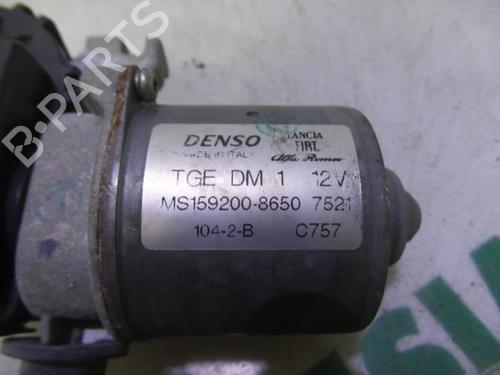 B-PARTS
DENSO
MADE IN ITALY
LANCIA
FIAT
Alfa Romeo
TGE DM 1 12V
MS159200-8650 7521
104-2-B C757